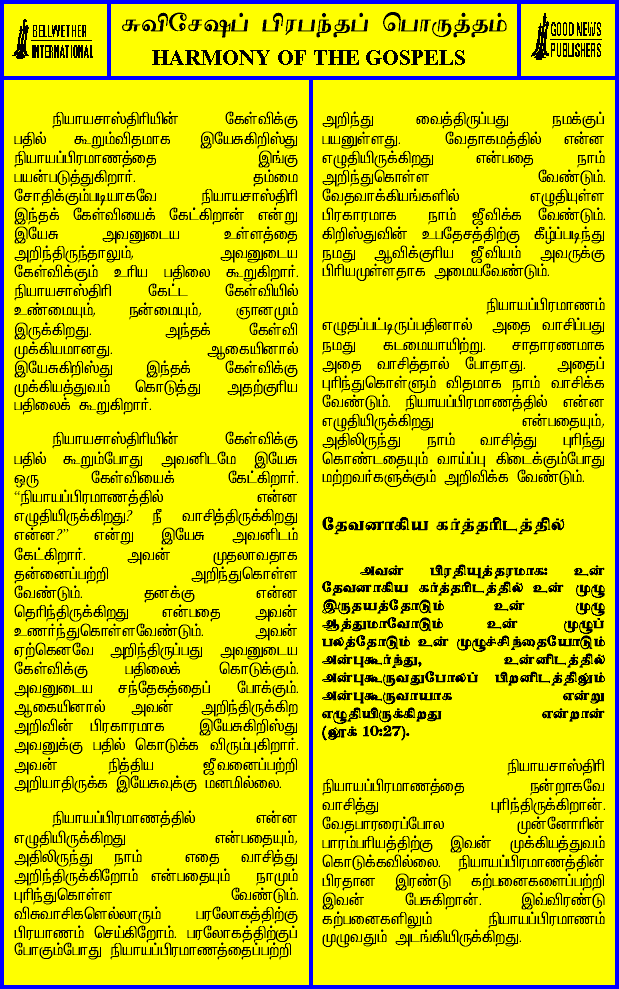 BELLWETHER
INTERNATIONAL
சுவிசேஷப் பிரபந்தப் பொருத்தம்
HARMONY OF THE GOSPELS
GOOD NEWS
PUBLISHERS
நியாயசாஸ்திரியின் கேள்விக்கு
பதில் கூறும்விதமாக இயேசுகிறிஸ்து
நியாயப்பிரமாணத்தை இங்கு
பயன்படுத்துகிறார். தம்மை
சோதிக்கும்படியாகவே நியாயசாஸ்திரி
இந்தக் கேள்வியைக் கேட்கிறான் என்று
இயேசு அவனுடைய உள்ளத்தை
அறிந்திருந்தாலும், அவனுடைய
கேள்விக்கும் உரிய பதிலை கூறுகிறார்.
நியாயசாஸ்திரி கேட்ட கேள்வியில்
உண்மையும், நன்மையும், ஞானமும்
இருக்கிறது. அந்தக் கேள்வி
முக்கியமானது. ஆகையினால்
இயேசுகிறிஸ்து இந்தக் கேள்விக்கு
முக்கியத்துவம் கொடுத்து அதற்குரிய
பதிலைக் கூறுகிறார்.
நியாயசாஸ்திரியின் கேள்விக்கு
பதில் கூறும்போது அவனிடமே இயேசு
ஒரு கேள்வியைக் கேட்கிறார்.
“நியாயப்பிரமாணத்தில் என்ன
எழுதியிருக்கிறது? நீ வாசித்திருக்கிறது
என்ன?” என்று இயேசு அவனிடம்
கேட்கிறார். அவன் முதலாவதாக
தன்னைப்பற்றி அறிந்துகொள்ள
வேண்டும். தனக்கு என்ன
தெரிந்திருக்கிறது என்பதை அவன்
உணர்ந்துகொள்ளவேண்டும். அவன்
ஏற்கெனவே அறிந்திருப்பது அவனுடைய
கேள்விக்கு பதிலைக் கொடுக்கும்.
அவனுடைய சந்தேகத்தைப் போக்கும்.
ஆகையினால் அவன் அறிந்திருக்கிற
அறிவின் பிரகாரமாக இயேசுகிறிஸ்து
அவனுக்கு பதில் கொடுக்க விரும்புகிறார்.
அவன் நித்திய ஜீவனைப்பற்றி
அறியாதிருக்க இயேசுவுக்கு மனமில்லை.
நியாயப்பிரமாணத்தில் என்ன
எழுதியிருக்கிறது என்பதையும்,
அதிலிருந்து நாம் எதை வாசித்து
அறிந்திருக்கிறோம் என்பதையும் நாமும்
புரிந்துகொள்ள வேண்டும்.
விசுவாசிகளெல்லாரும் பரலோகத்திற்கு
பிரயாணம் செய்கிறோம். பரலோகத்திற்குப்
போகும்போது நியாயப்பிரமாணத்தைப்பற்றி
அறிந்து வைத்திருப்பது நமக்குப்
பயனுள்ளது. வேதாகமத்தில் என்ன
எழுதியிருக்கிறது என்பதை நாம்
அறிந்துகொள்ள வேண்டும்.
வேதவாக்கியங்களில் எழுதியுள்ள
பிரகாரமாக நாம் ஜீவிக்க வேண்டும்.
கிறிஸ்துவின் உபதேசத்திற்கு கீழ்ப்படிந்து
நமது ஆவிக்குரிய ஜீவியம் அவருக்கு
பிரியமுள்ளதாக அமையவேண்டும்.
நியாயப்பிரமாணம்
எழுதப்பட்டிருப்பதினால் அதை வாசிப்பது
நமது கடமையாயிற்று. சாதாரணமாக
அதை வாசித்தால் போதாது. அதைப்
புரிந்துகொள்ளும் விதமாக நாம் வாசிக்க
வேண்டும். நியாயப்பிரமாணத்தில் என்ன
எழுதியிருக்கிறது என்பதையும்,
அதிலிருந்து நாம் வாசித்து புரிந்து
கொண்டதையும் வாய்ப்பு கிடைக்கும்போது
மற்றவர்களுக்கும் அறிவிக்க வேண்டும்.
தேவனாகிய கர்த்தரிடத்தில்
அவன் பிரதியுத்தரமாக: உன்
தேவனாகிய கர்த்தரிடத்தில் உன் முழு
இருதயத்தோடும் உன் முழு
ஆத்துமாவோடும் உன் முழுப்
பலத்தோடும் உன் முழுச்சிந்தையோடும்
அன்புகூர்ந்து, உன்னிடத்தில்
அன்புகூருவதுபோலப் பிறனிடத்திலும்
அன்புகூருவாயாக என்று
எழுதியிருக்கிறது என்றான்
(லூக் 10:27).
நியாயசாஸ்திரி
நியாயப்பிரமாணத்தை நன்றாகவே
வாசித்து புரிந்திருக்கிறான்.
வேதபாரரைப்போல முன்னோரின்
பாரம்பரியத்திற்கு இவன் முக்கியத்துவம்
கொடுக்கவில்லை. நியாயப்பிரமாணத்தின்
பிரதான இரண்டு கற்பனைகளைப்பற்றி
இவன் பேசுகிறான். இவ்விரண்டு
கற்பனைகளிலும் நியாயப்பிரமாணம்
முழுவதும் அடங்கியிருக்கிறது.